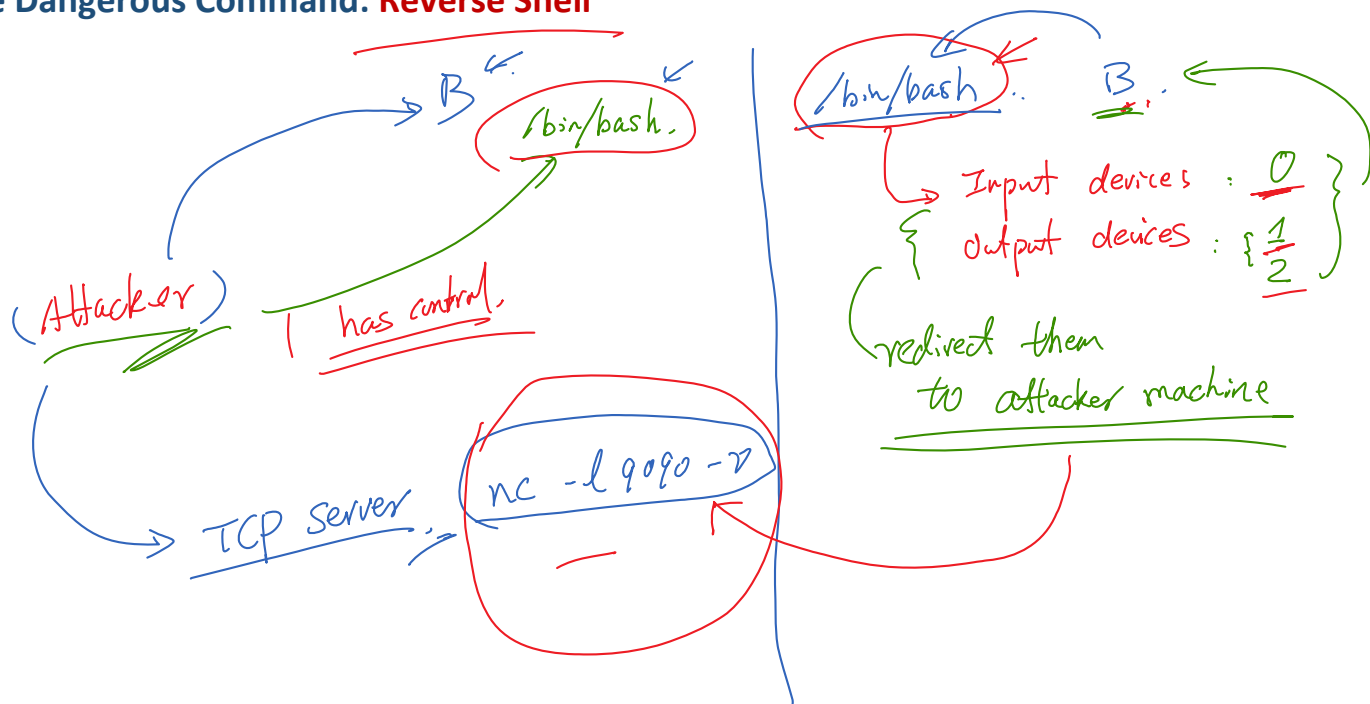 e Dangerous Command: Reverse Shell
B
/bin/bash.
(Attacker)
has control.
TCP server
nc -l 9090 -v
/bin/bash
B.
Input devices : 0
Output devices : { 1
2
redirect them
to attacker machine